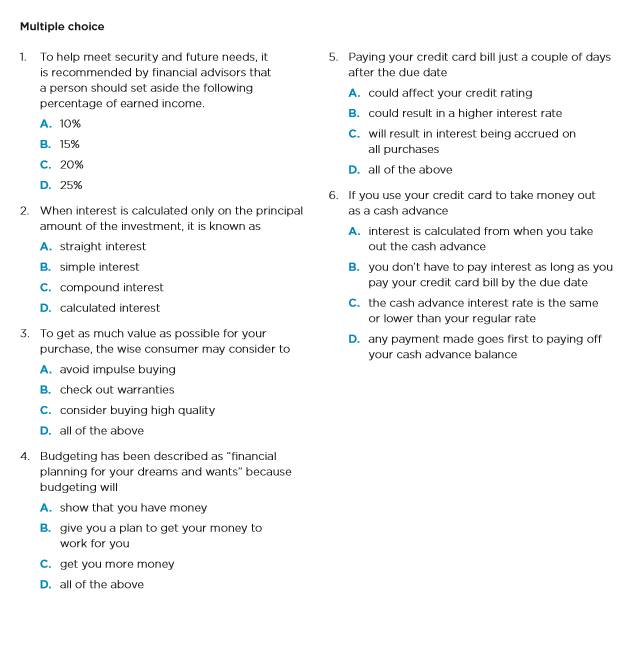 Multiple choice
1. To help meet security and future needs, it
is recommended by financial advisors that
a person should set aside the following
percentage of earned income.
A. 10%
B. 15%
C. 20%
D. 25%
2. When interest is calculated only on the principal
amount of the investment, it is known as
A. straight interest
B. simple interest
C. compound interest
D. calculated interest
3. To get as much value as possible for your
purchase, the wise consumer may consider to
A. avoid impulse buying
B. check out warranties
C. consider buying high quality
D. all of the above
4. Budgeting has been described as “financial
planning for your dreams and wants” because
budgeting will
A. show that you have money
B. give you a plan to get your money to
work for you
C. get you more money
D. all of the above
5. Paying your credit card bill just a couple of days
after the due date
A. could affect your credit rating
B. could result in a higher interest rate
C. will result in interest being accrued on
all purchases
D. all of the above
6. If you use your credit card to take money out
as a cash advance
A. interest is calculated from when you take
out the cash advance
B. you don’t have to pay interest as long as you
pay your credit card bill by the due date
C. the cash advance interest rate is the same
or lower than your regular rate
D. any payment made goes first to paying off
your cash advance balance